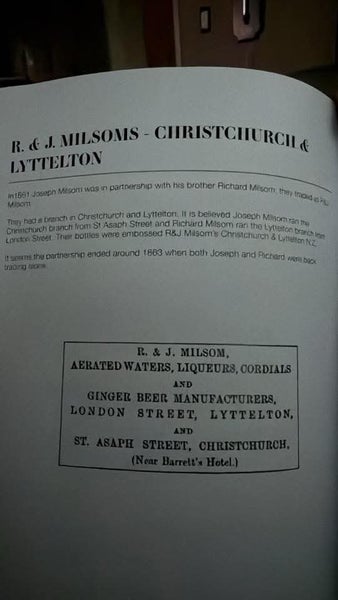 R. & J. MILSOMS - CHRISTCHURCH &
LYTTELTON
In1861 Joseph Milsom was in partnership with his brother Richard Milsom, they traded as R&J
Milsom
They had a branch in Christchurch and Lyttelton. It is believed Joseph Milsom ran the
Christchurch branch from St Asaph Street and Richard Milsom ran the Lyttelton branch from
London Street. Their bottles were embossed R&J Milsom's Christchurch & Lyttelton N.Z.
It seems the partnership ended around 1863 when both Joseph and Richard were back
trading alone.
R. & J. MILSOM,
AERATED WATERS, LIQUEURS, CORDIALS
AND
GINGER BEER MANUFACTURERS,
LONDON STREET, LYTTELTON,
AND
ST. ASAPH STREET, CHRISTCHURCH,
(Near Barrett's Hotel.)